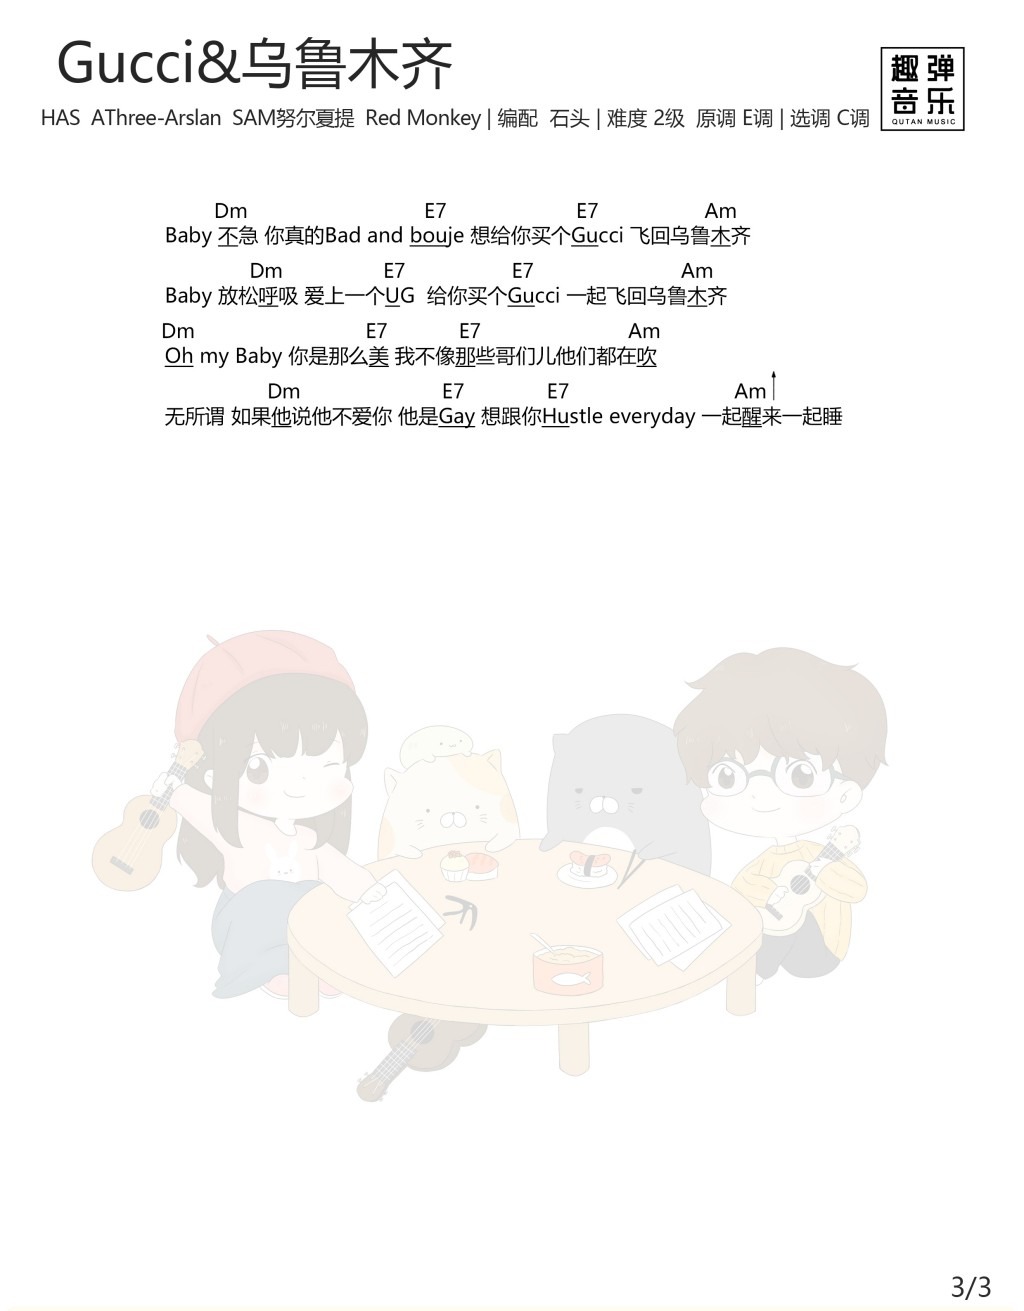 Gucci&乌鲁木齐
HAS  AThree-Arslan  SAM努尔夏提  Red Monkey | 编配  石头 | 难度 2级  原调 E调 | 选调 C调
趣弹
音乐
QUTAN MUSIC
Dm E7 E7 Am
Baby 不急 你真的Bad and bouje 想给你买个Gucci 飞回乌鲁木齐
Dm E7 E7 Am
Baby 放松呼吸 爱上一个UG  给你买个Gucci 一起飞回乌鲁木齐
Dm E7 E7 Am
Oh my Baby 你是那么美 我不像那些哥们儿他们都在吹
Dm E7 E7 Am
无所谓 如果他说他不爱你 他是Gay 想跟你Hustle everyday 一起醒来一起睡
3/3